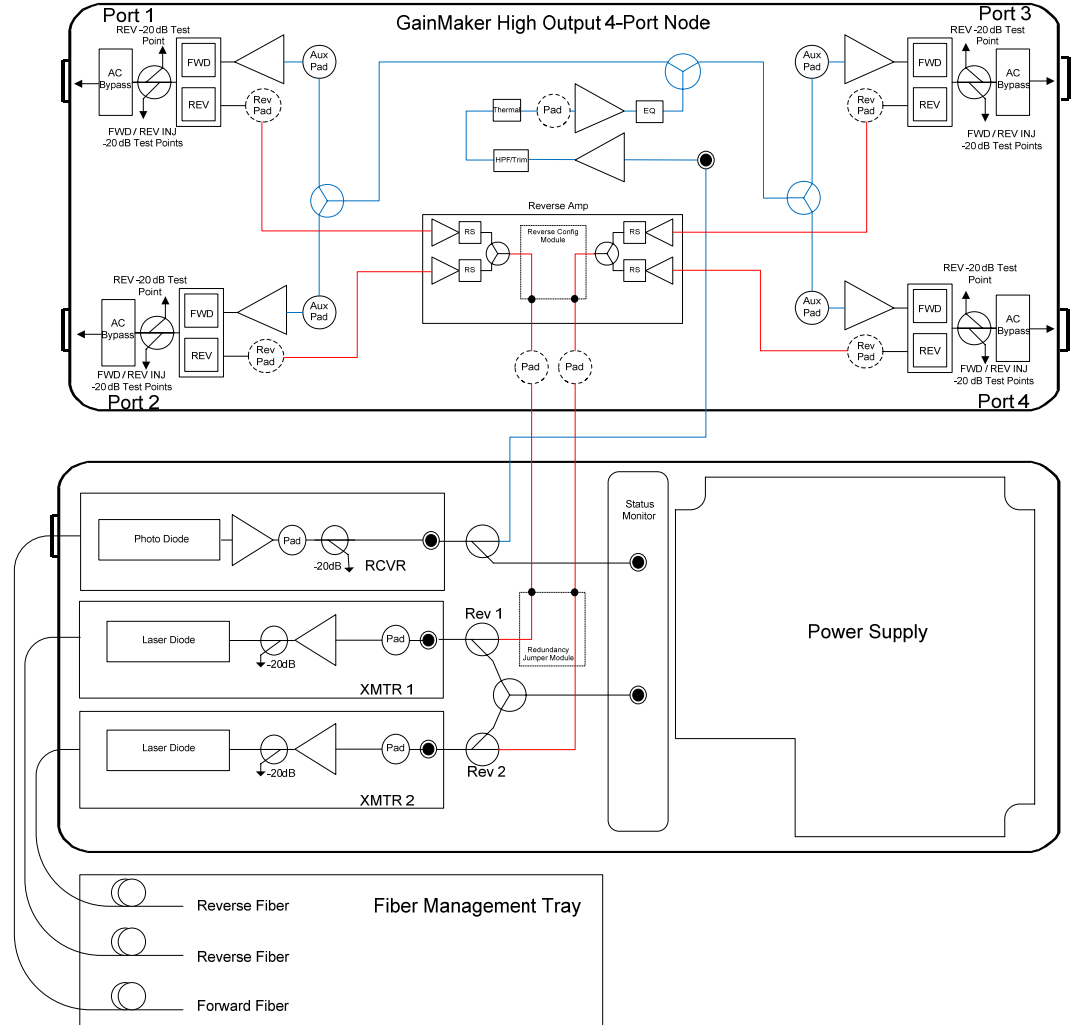 Port 1
GainMaker High Output 4-Port Node
Port 3
REV -20 dB Test
Point
AC
Bypass
FWD
REV
Aux
Pad
Rev
Pad
FWD / REV INJ
-20 dB Test Points
Thermal
Pad
EQ
HPF/Trim
Aux
Pad
Rev
Pad
FWD
REV
REV -20 dB Test
Point
AC
Bypass
FWD / REV INJ
-20 dB Test Points
Reverse Amp
RS
RS
Reverse Config
Module
RS
RS
REV -20 dB Test
Point
AC
Bypass
FWD
REV
Aux
Pad
Rev
Pad
FWD / REV INJ
-20 dB Test Points
Port 2
Pad
Pad
Aux
Pad
Rev
Pad
FWD
REV
REV -20 dB Test
Point
AC
Bypass
FWD / REV INJ
-20 dB Test Points
Port 4
Photo Diode
Pad
-20dB
RCVR
Status
Monitor
Power Supply
Laser Diode
-20dB
Pad
XMTR 1
Rev 1
Redundancy
Jumper Module
Laser Diode
-20dB
Pad
XMTR 2
Rev 2
Fiber Management Tray
Reverse Fiber
Reverse Fiber
Forward Fiber